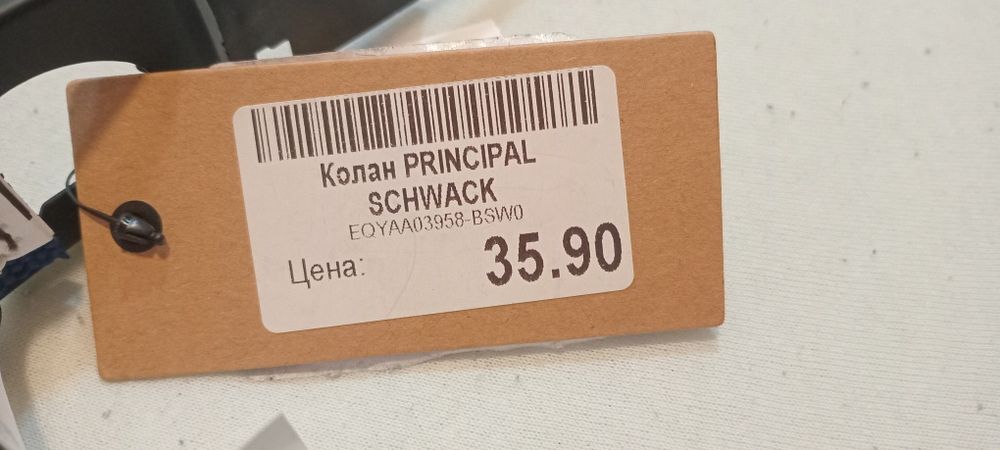 Колан PRINCIPAL
SCHWACK
EQYAA03958-BSW0
Цена: 35.90